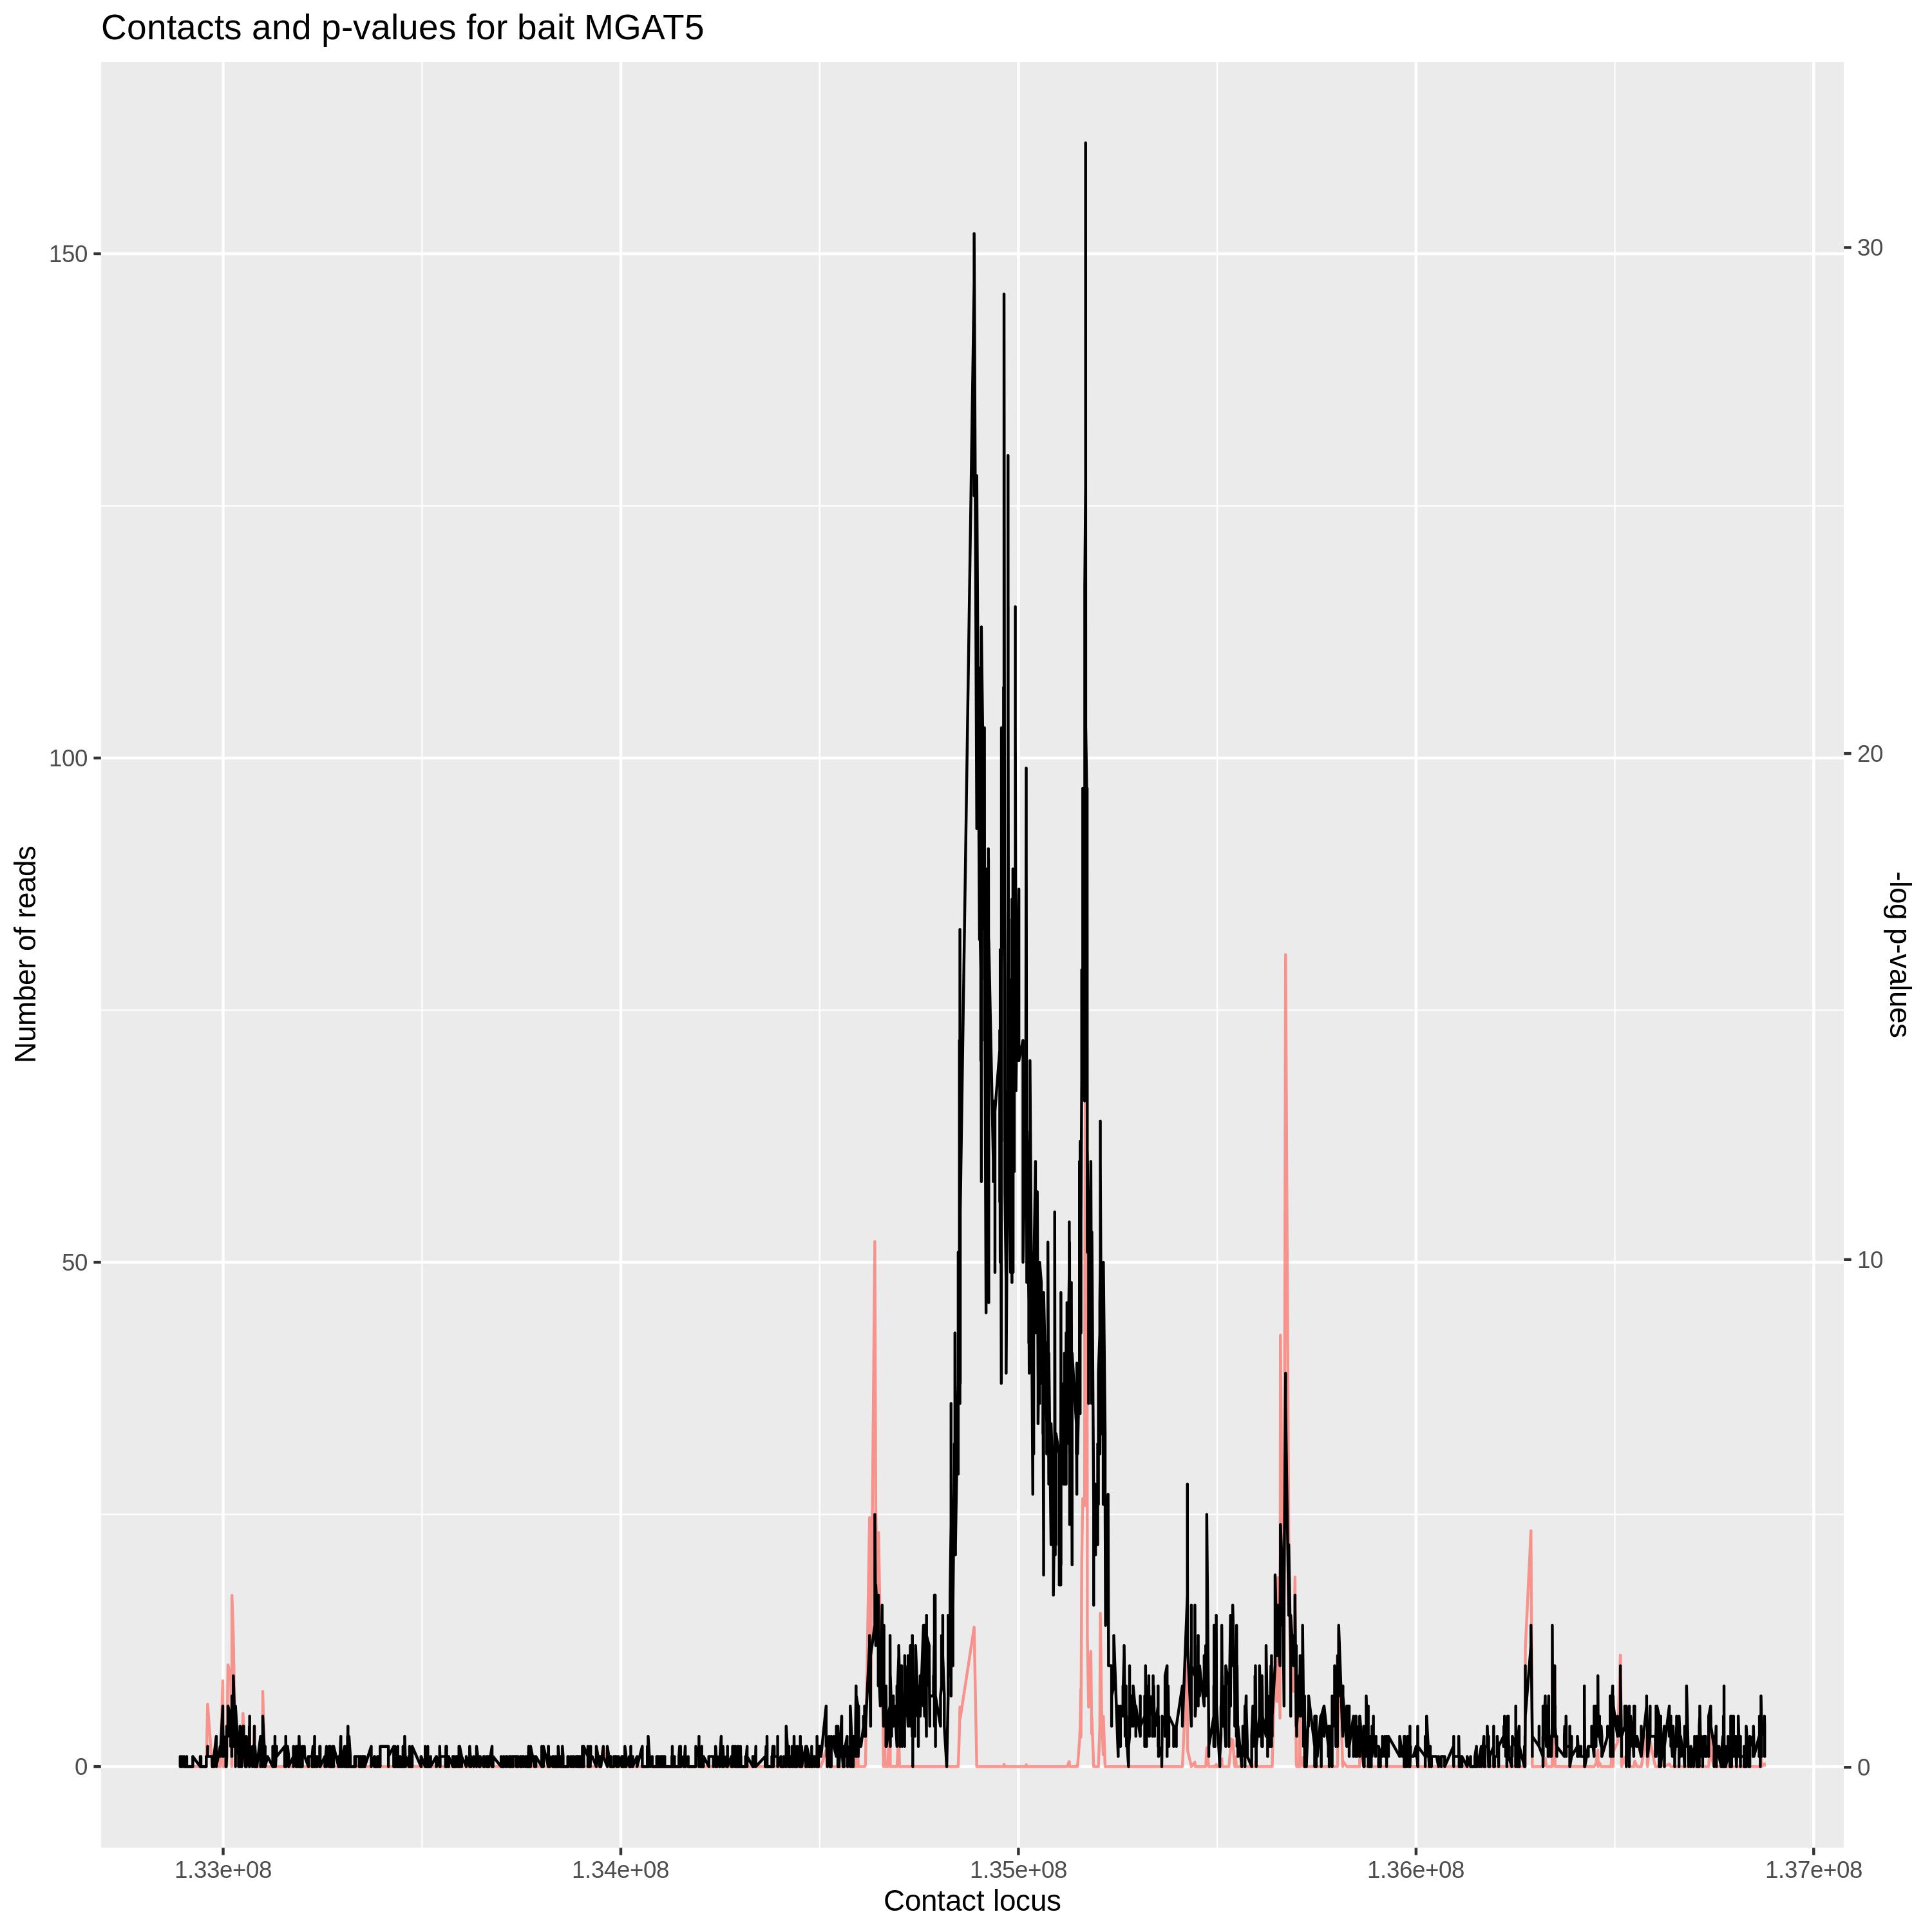 Contacts and p-values for bait MGAT5
150
100
50
0
Number of reads
30
20
10
0
-log p-values
1.33e+08 1.34e+08 1.35e+08 1.36e+08 1.37e+08
Contact locus